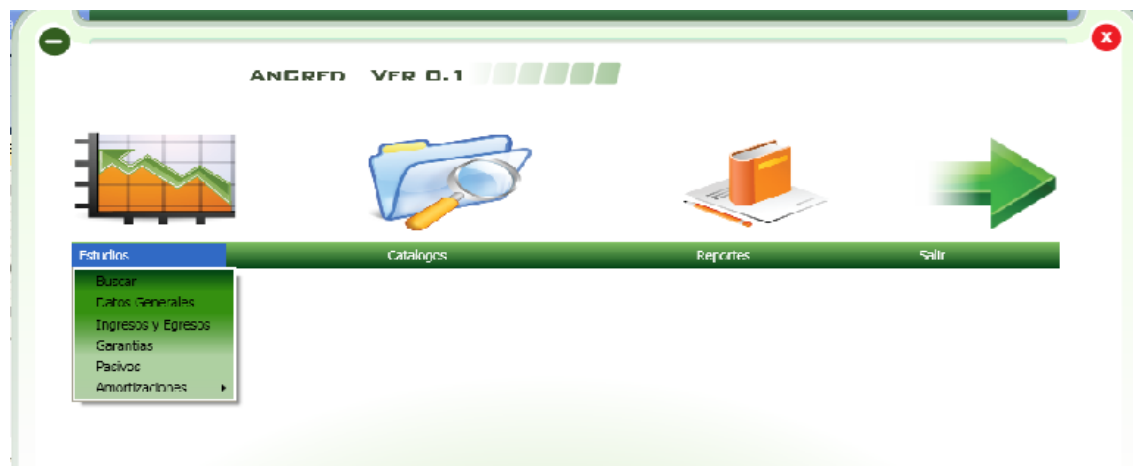 AnCred Ver 0.1
Estudios Catalogos Reportes Salir
Buscar
Datos Generales
Ingresos y Egresos
Garantias
Pasivos
Amortizaciones
x